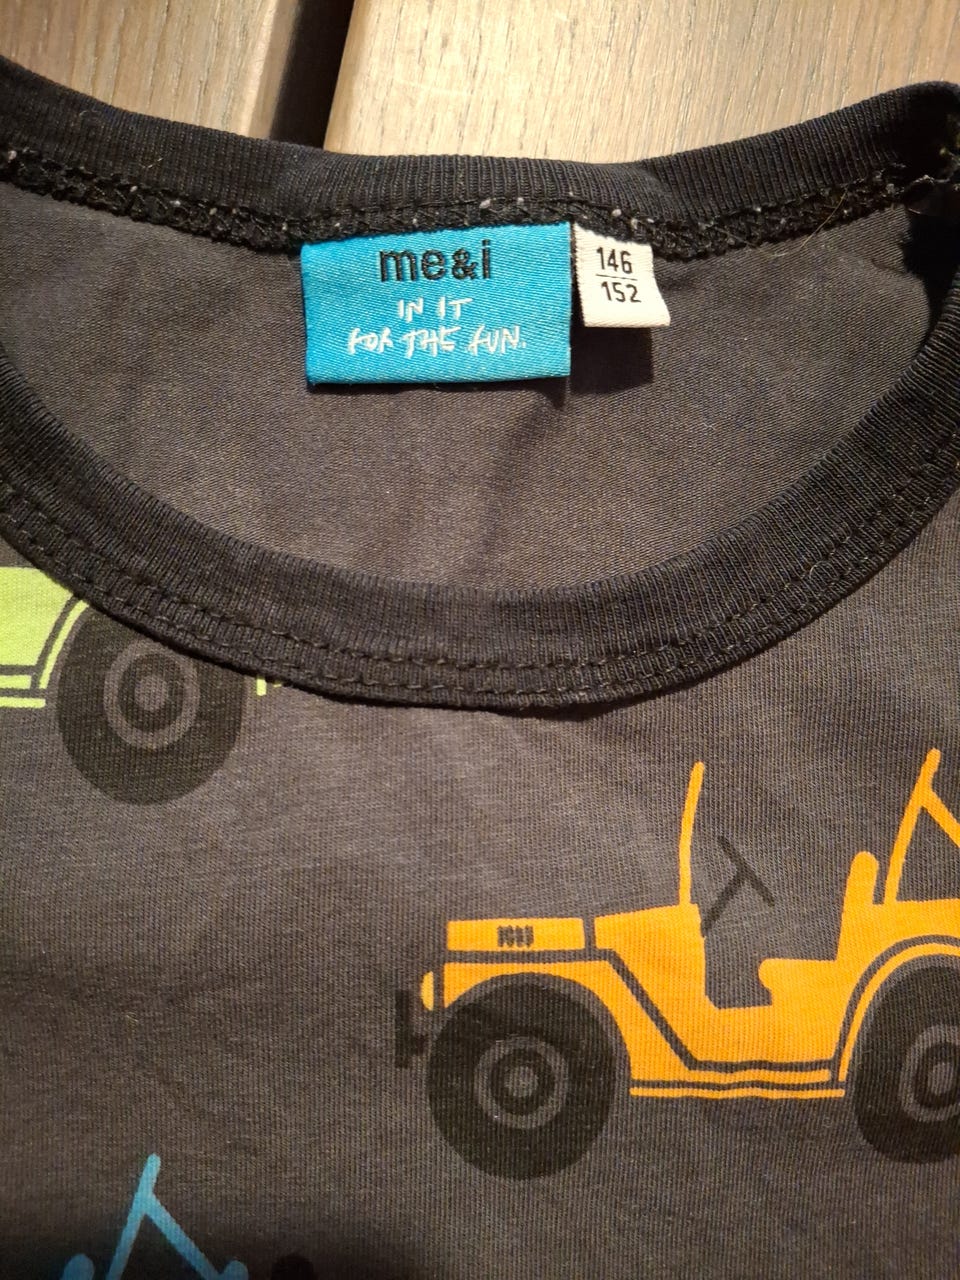 me&i
IN IT
FOR THE FUN.
146
152